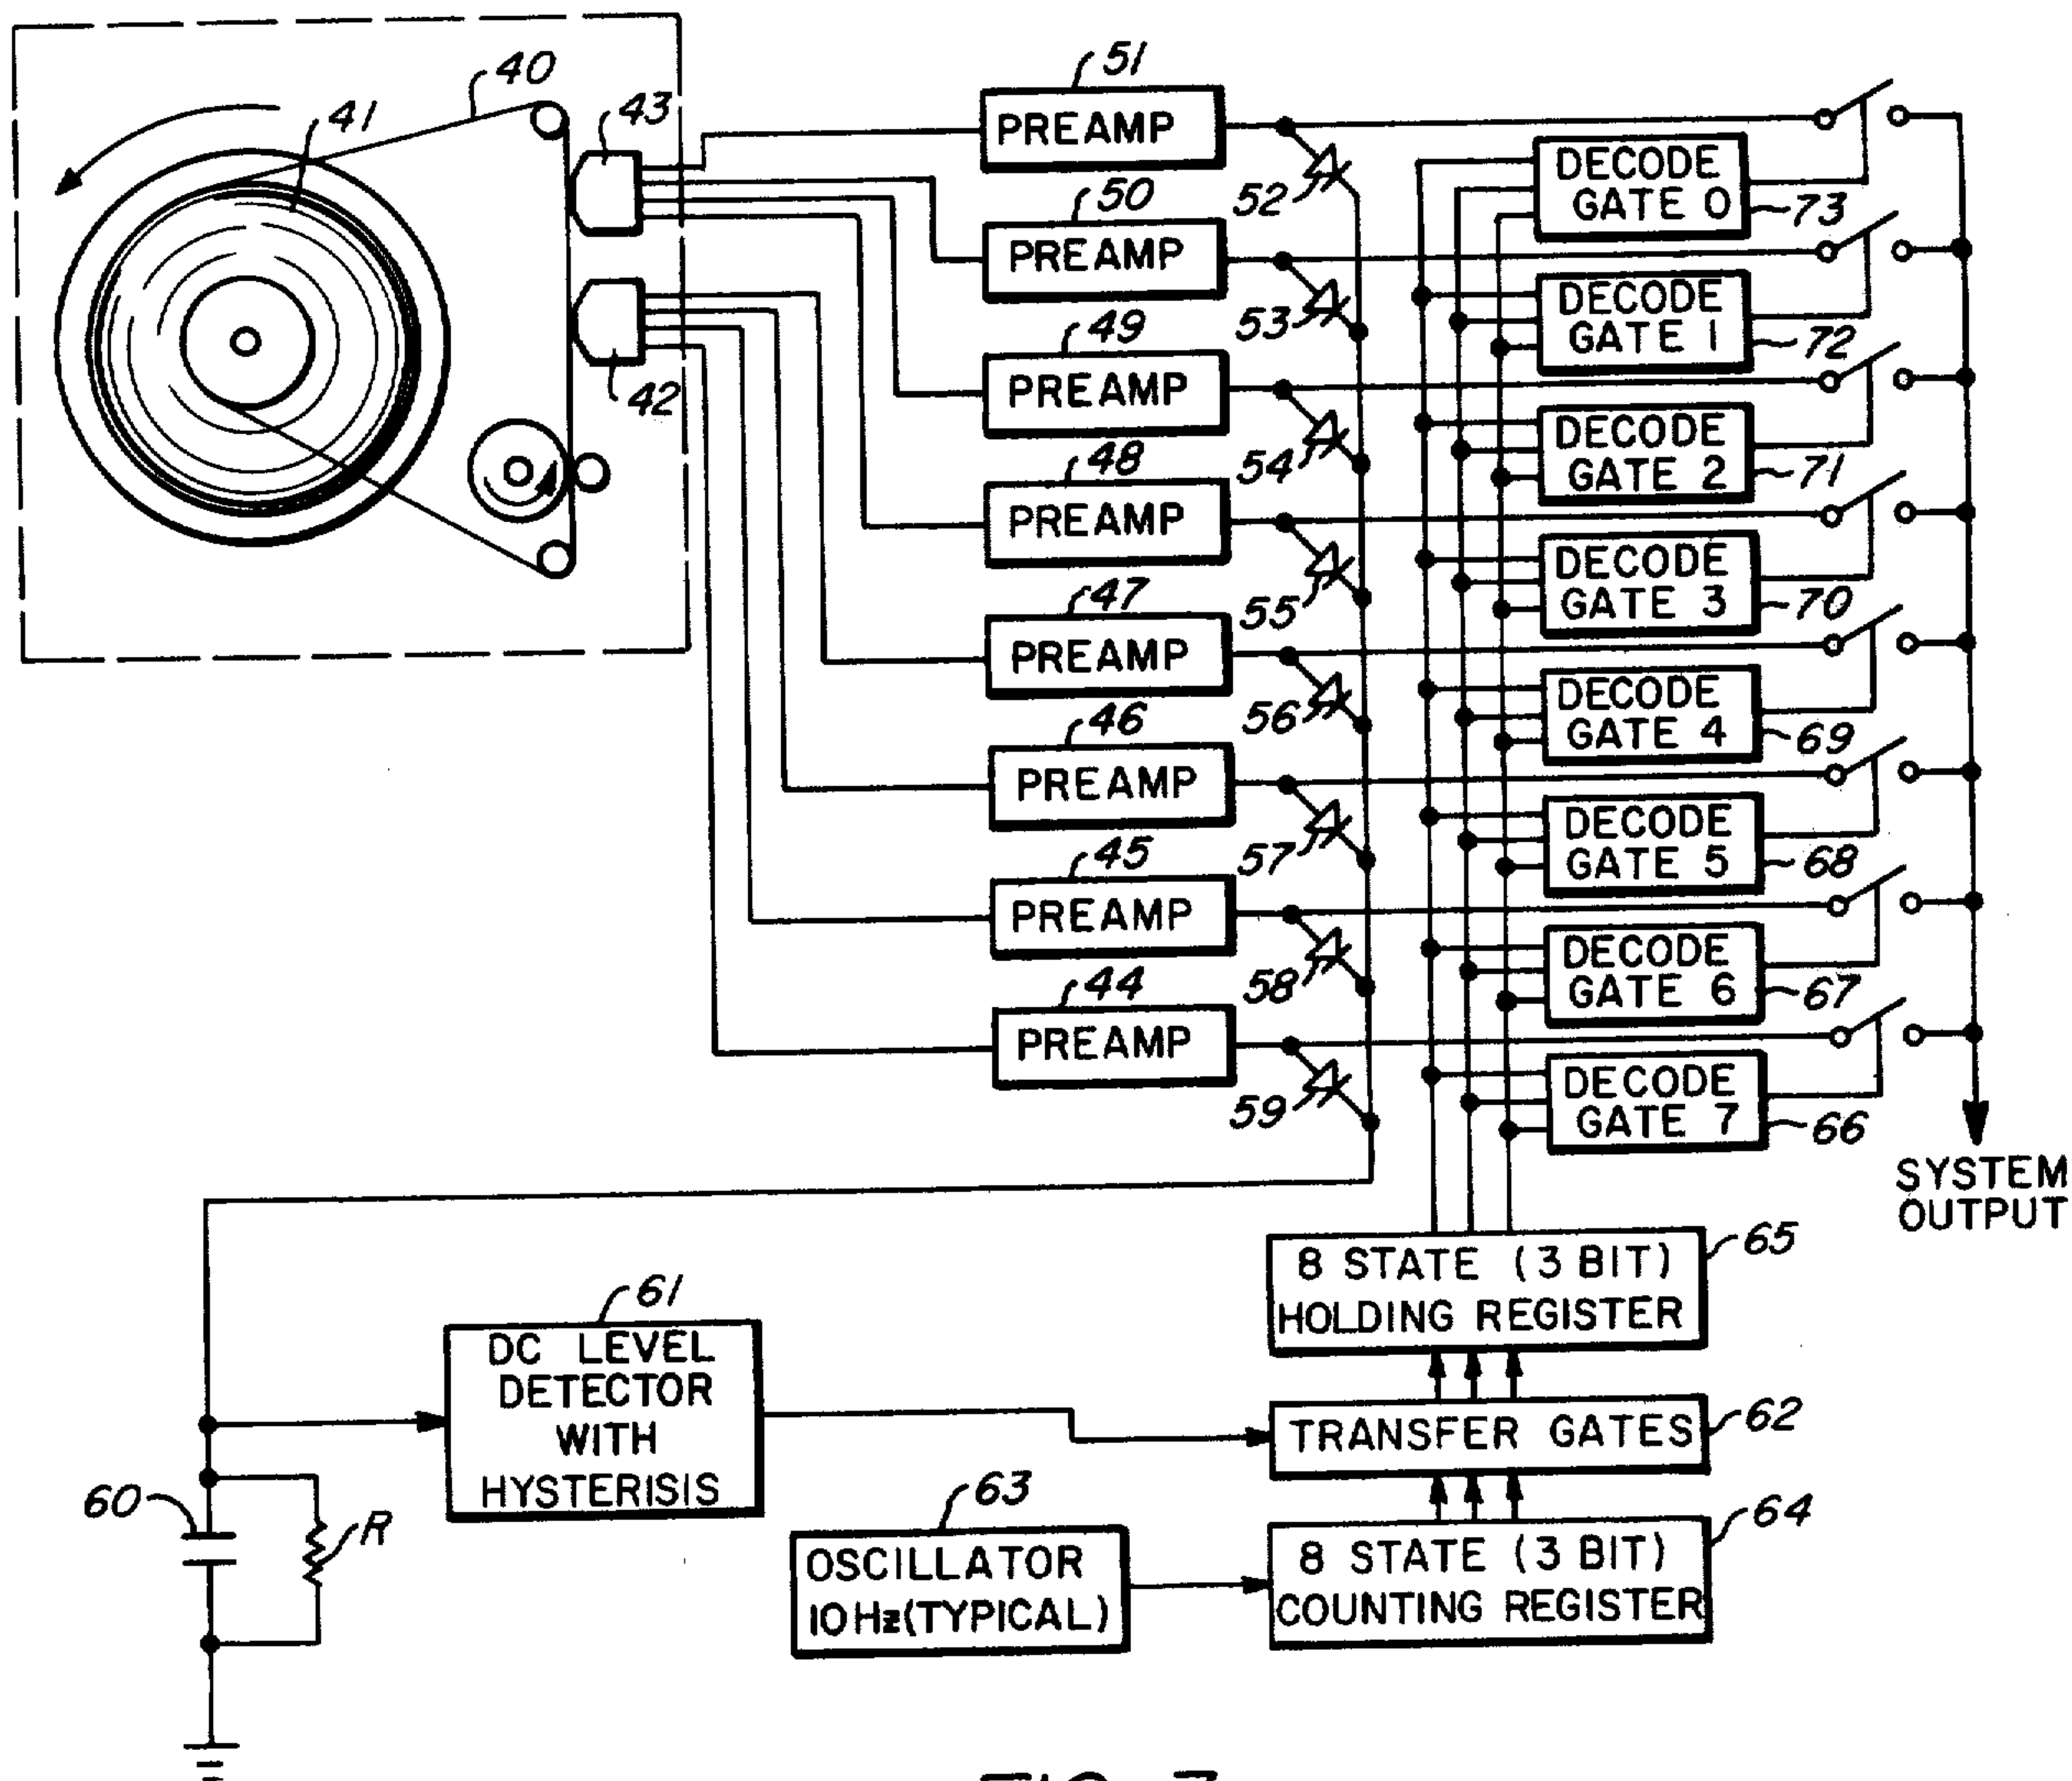 40
41
43
42
51
PREAMP
52
50
PREAMP
53
49
PREAMP
54
48
PREAMP
55
47
PREAMP
56
46
PREAMP
57
45
PREAMP
58
44
PREAMP
59
DECODE
GATE 0
73
DECODE
GATE 1
72
DECODE
GATE 2
71
DECODE
GATE 3
70
DECODE
GATE 4
69
DECODE
GATE 5
68
DECODE
GATE 6
67
DECODE
GATE 7
66
SYSTEM
OUTPUT
8 STATE (3 BIT)
HOLDING REGISTER
65
61
DC LEVEL
DETECTOR
WITH
HYSTERISIS
TRANSFER GATES
62
60
R
63
OSCILLATOR
10Hz(TYPICAL)
8 STATE (3 BIT)
COUNTING REGISTER
64